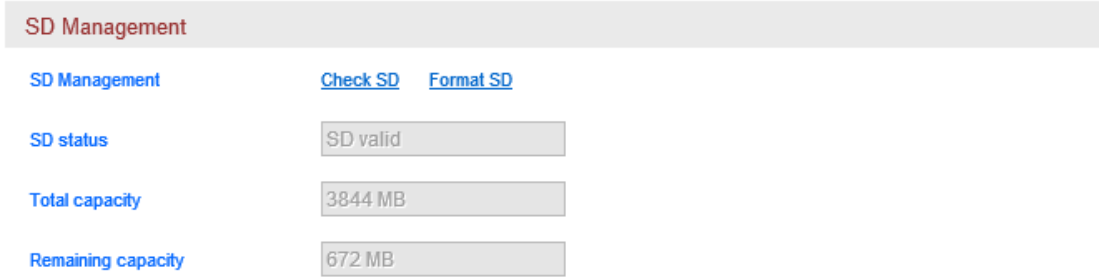 SD Management
SD Management Check SD Format SD
SD status SD valid
Total capacity 3844 MB
Remaining capacity 672 MB